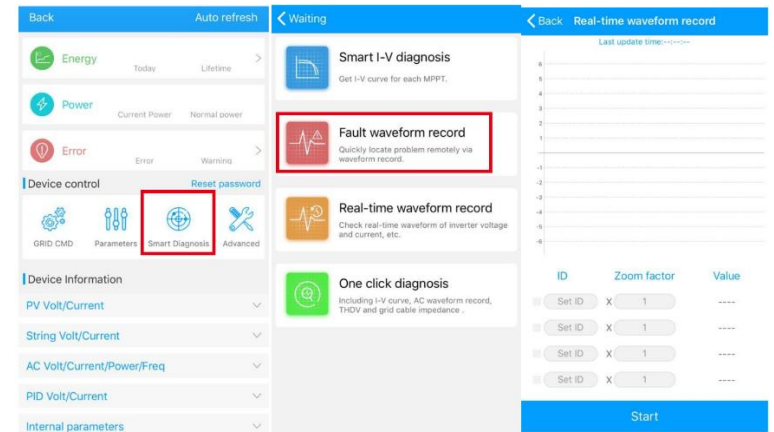 Back
Auto refresh
Energy
Today
Lifetime
Power
Current Power
Normal power
Error
Error
Warning
Device control
Reset password
GRID CMD
Parameters
Smart Diagnosis
Advanced
Device Information
PV Volt/Current
String Volt/Current
AC Volt/Current/Power/Freq
PID Volt/Current
Internal parameters
Waiting
Smart I-V diagnosis
Get I-V curve for each MPPT.
Fault waveform record
Quickly locate problem remotely via
waveform record.
Real-time waveform record
Check real-time waveform of inverter voltage
and current, etc.
One click diagnosis
Including I-V curve, AC waveform record,
THDV and grid cable impedance .
Back Real-time waveform record
Last update time:--:--:--
6
5
4
3
2
1
-1
-2
-3
-4
-5
-6
ID Zoom factor Value
Set ID X 1 ----
Set ID X 1 ----
Set ID X 1 ----
Set ID X 1 ----
Start